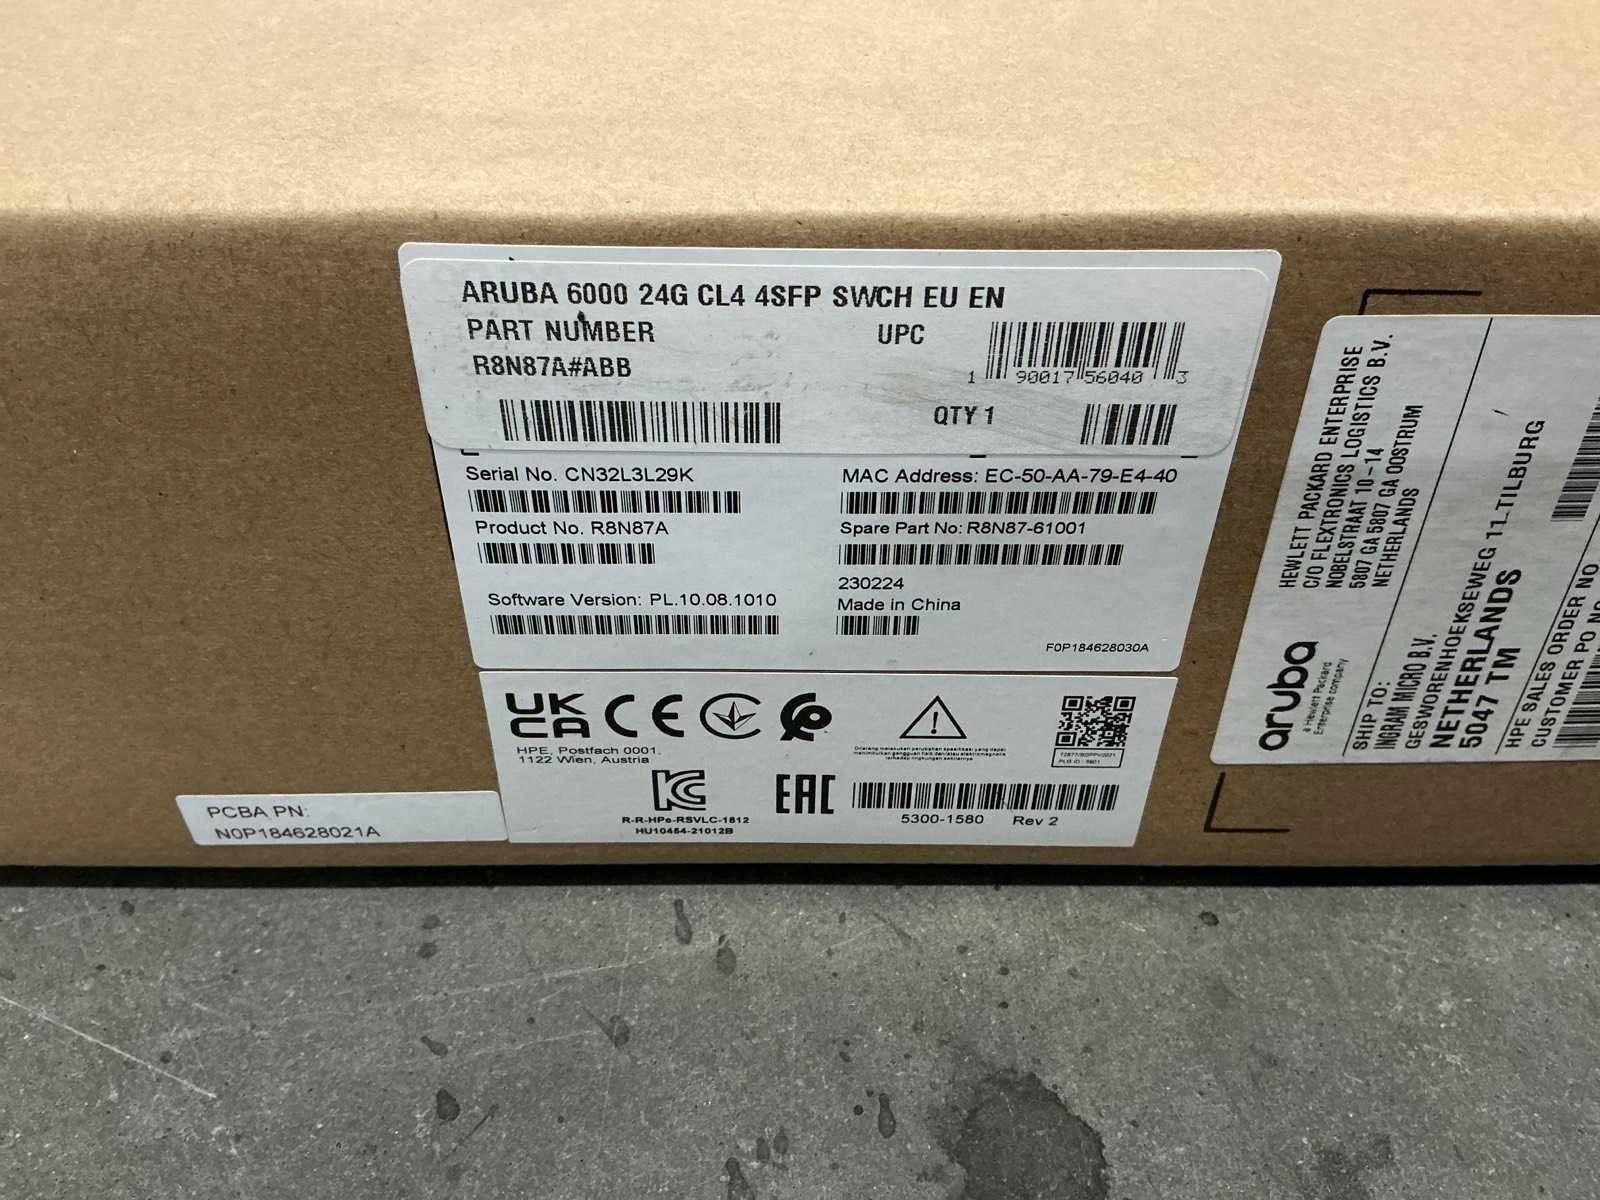 ARUBA 6000 24G CL4 4SFP SWCH EU EN
PART NUMBER
R8N87A#ABB
UPC
1 90017 56040 3
QTY 1
Serial No. CN32L3L29K
MAC Address: EC-50-AA-79-E4-40
Product No. R8N87A
Spare Part No: R8N87-61001
230224
Software Version: PL.10.08.1010
Made in China
F0P184628030A
UK
CA CE
HPE, Postfach 0001,
1122 Wien, Austria
R-R-HPe-RSVLC-1812
HU10454-21012B
EAC
5300-1580 Rev 2
PCBA PN:
N0P184628021A
HEWLETT PACKARD ENTERPRISE
C/O FLEXTRONICS LOGISTICS B.V.
NOBELSTRAAT 10-14
5807 GA 5807 GA OOSTRUM
NETHERLANDS
aruba
a Hewlett Packard
Enterprise company
SHIP TO:
INGRAM MICRO B.V.
GESWORENHOEKSEWEG 11-TILBURG
NETHERLANDS
5047 TM
HPE SALES ORDER NO
CUSTOMER PO NO